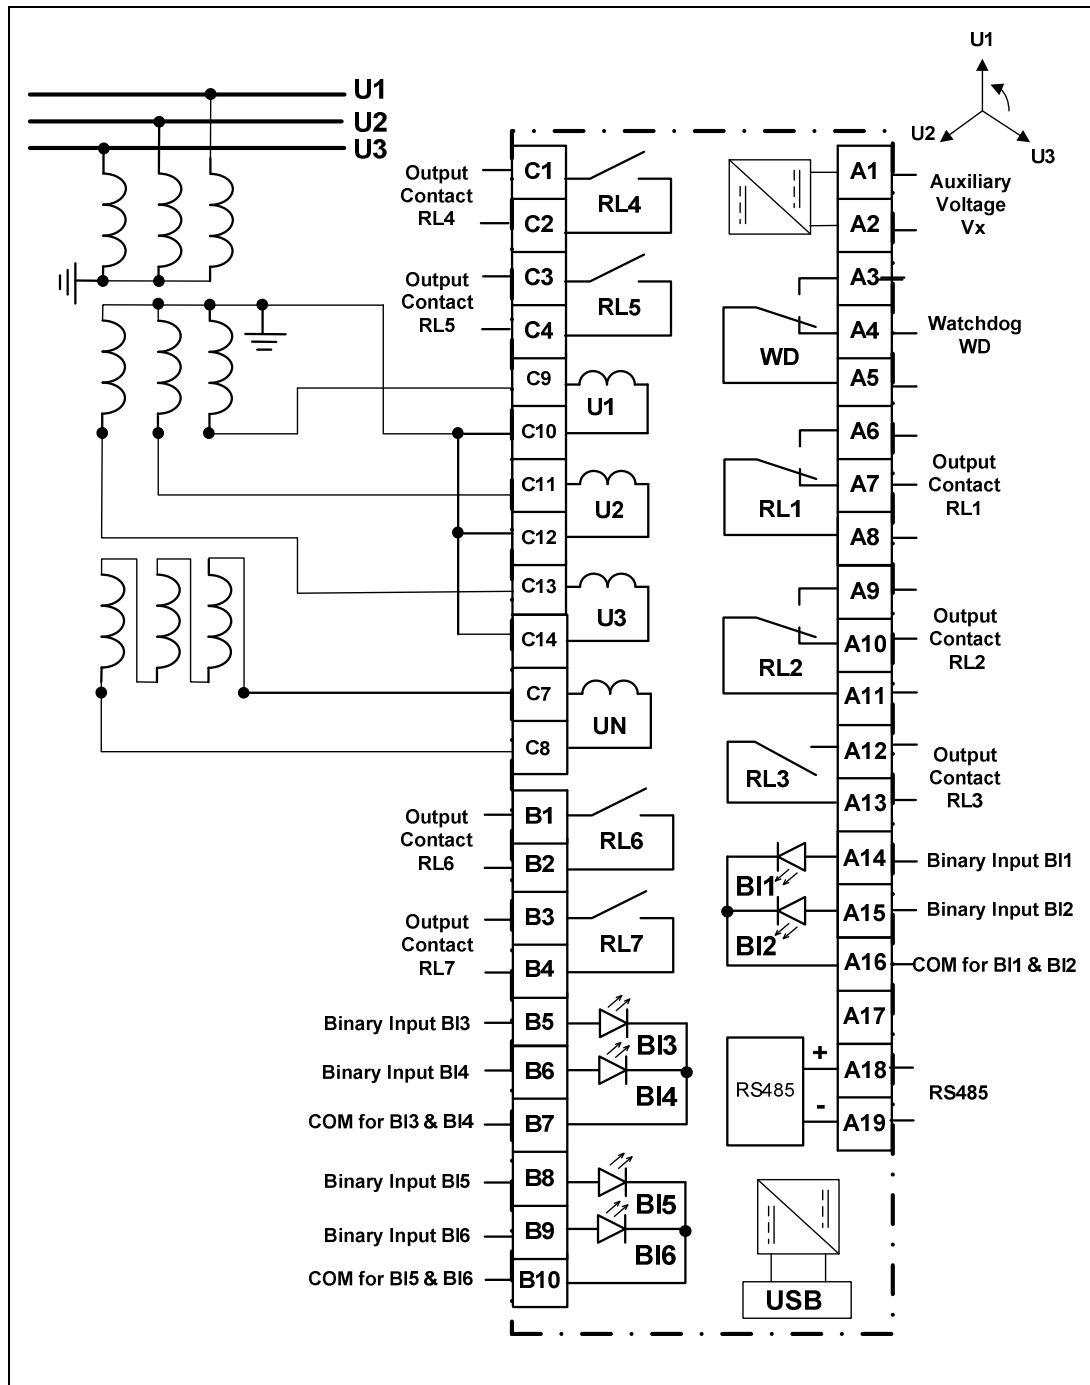 U1
U2
U3
U1
U2
U3
Output
Contact
RL4
C1
C2
RL4
Output
Contact
RL5
C3
C4
RL5
C9
C10
U1
C11
C12
U2
C13
C14
U3
C7
C8
UN
Output
Contact
RL6
B1
B2
RL6
Output
Contact
RL7
B3
B4
RL7
Binary Input BI3
B5
BI3
Binary Input BI4
B6
BI4
COM for BI3 & BI4
B7
Binary Input BI5
B8
BI5
Binary Input BI6
B9
BI6
COM for BI5 & BI6
B10
A1
A2
Auxiliary
Voltage
Vx
A3
A4
A5
WD
Watchdog
WD
A6
A7
A8
RL1
Output
Contact
RL1
A9
A10
A11
RL2
Output
Contact
RL2
A12
A13
RL3
Output
Contact
RL3
BI1
A14
Binary Input BI1
BI2
A15
Binary Input BI2
A16
COM for BI1 & BI2
A17
RS485
+
-
A18
A19
RS485
USB